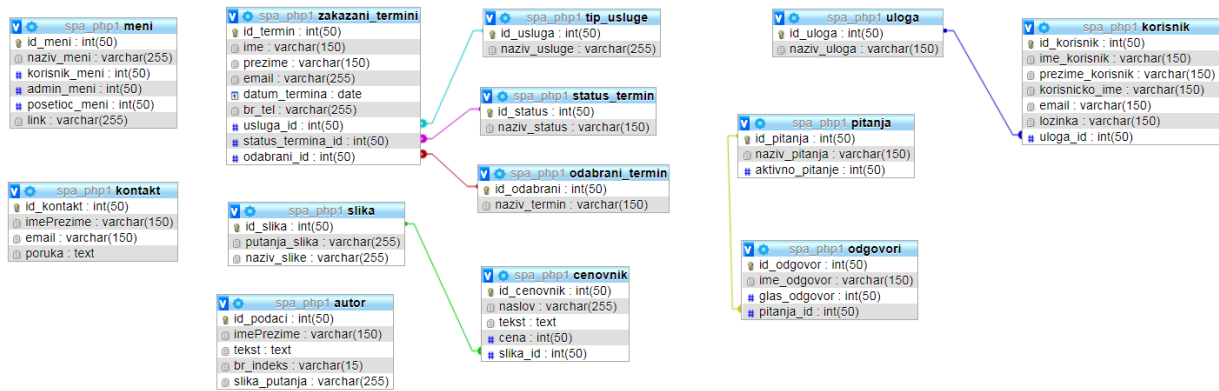 spa_php1 meni
id_meni : int(50)
naziv_meni : varchar(255)
korisnik_meni : int(50)
admin_meni : int(50)
posetioc_meni : int(50)
link : varchar(255)
spa_php1 zakazani_termini
id_termin : int(50)
ime : varchar(150)
prezime : varchar(150)
email : varchar(255)
datum_termina : date
br_tel : varchar(255)
usluga_id : int(50)
status_termina_id : int(50)
odabrani_id : int(50)
spa_php1 tip_usluge
id_usluga : int(50)
naziv_usluge : varchar(255)
spa_php1 status_termin
id_status : int(50)
naziv_status : varchar(150)
spa_php1 odabrani_termin
id_odabrani : int(50)
naziv_termin : varchar(150)
spa_php1 uloga
id_uloga : int(50)
naziv_uloga : varchar(150)
spa_php1 korisnik
id_korisnik : int(50)
ime_korisnik : varchar(150)
prezime_korisnik : varchar(150)
korisnicko_ime : varchar(150)
email : varchar(150)
lozinka : varchar(150)
uloga_id : int(50)
spa_php1 pitanja
id_pitanja : int(50)
naziv_pitanja : varchar(150)
aktivno_pitanje : int(50)
spa_php1 kontakt
id_kontakt : int(50)
imePrezime : varchar(150)
email : varchar(150)
poruka : text
spa_php1 slika
id_slika : int(50)
putanja_slika : varchar(255)
naziv_slike : varchar(255)
spa_php1 cenovnik
id_cenovnik : int(50)
naslov : varchar(255)
tekst : text
cena : int(50)
slika_id : int(50)
spa_php1 odgovori
id_odgovor : int(50)
ime_odgovor : varchar(150)
glas_odgovor : int(50)
pitanja_id : int(50)
spa_php1 autor
id_podaci : int(50)
imePrezime : varchar(150)
tekst : text
br_indeks : varchar(15)
slika_putanja : varchar(255)